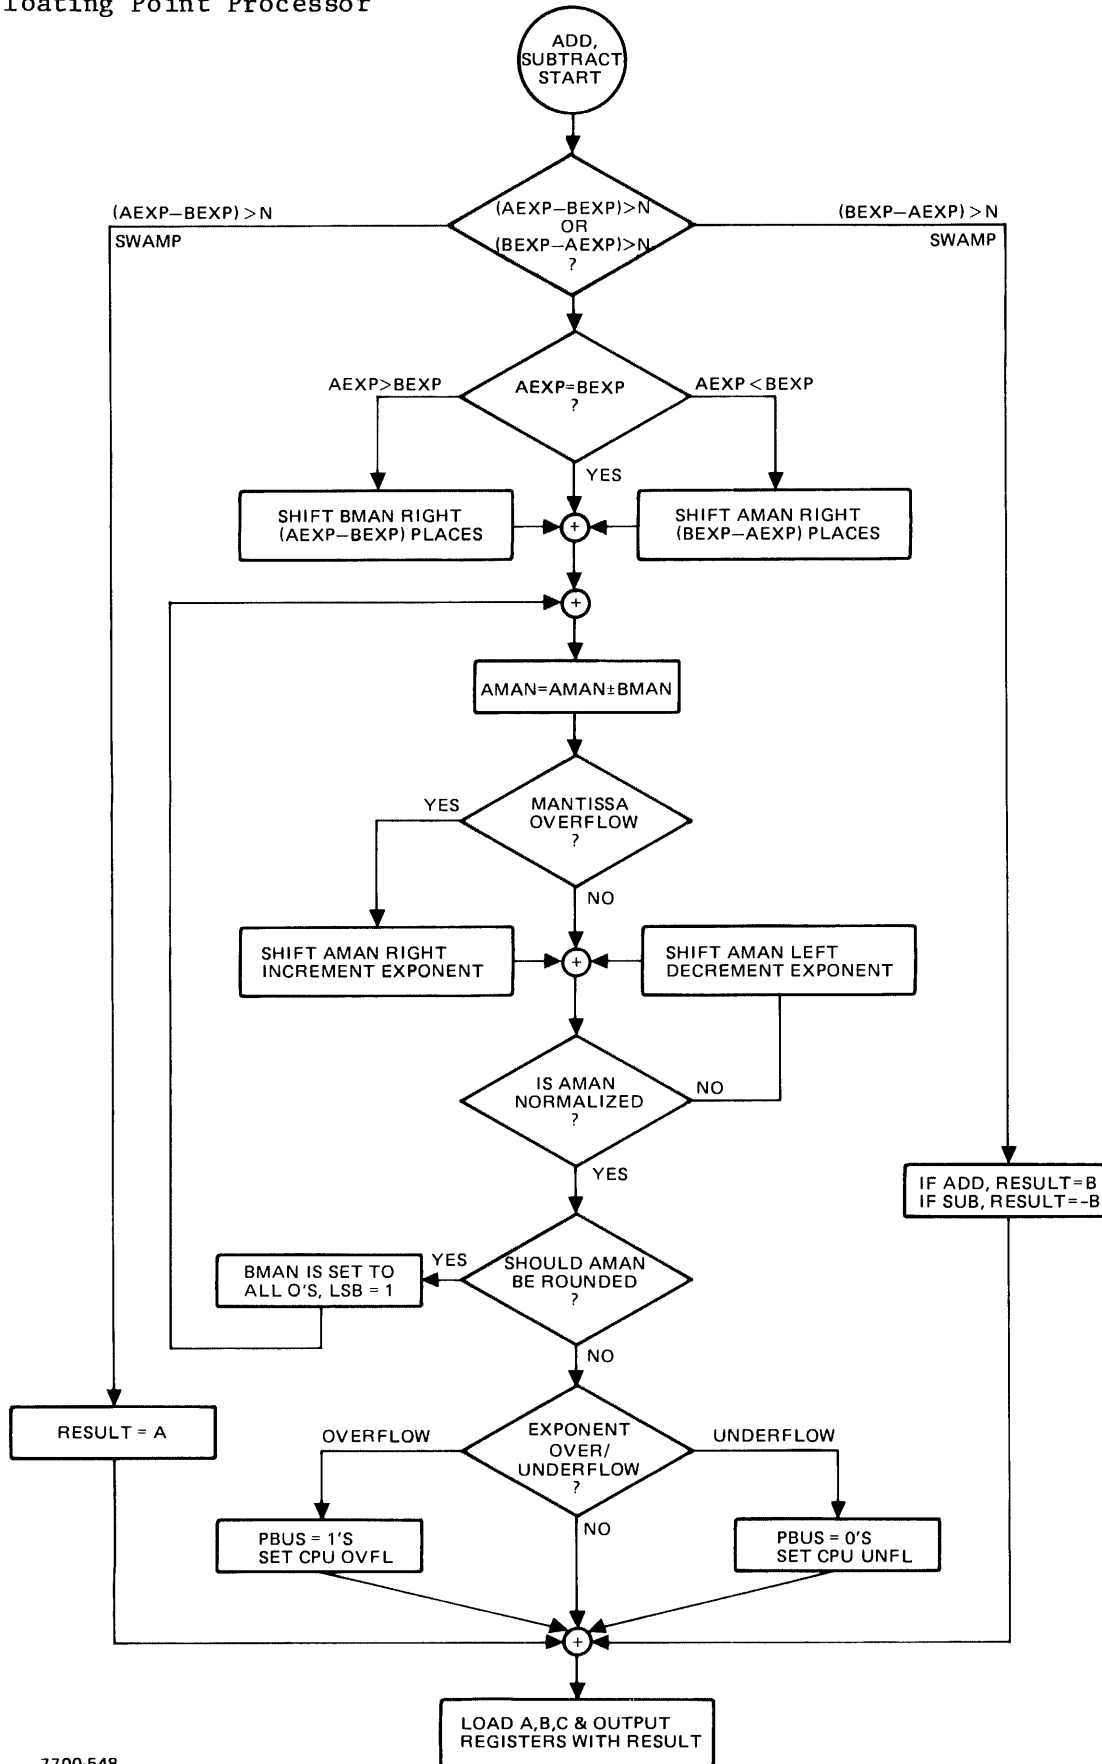 loating Point Processor
ADD,
SUBTRACT
START
(AEXP–BEXP) >N
SWAMP
(AEXP–BEXP)>N
OR
(BEXP–AEXP)>N
?
(BEXP–AEXP) >N
SWAMP
AEXP>BEXP
AEXP=BEXP
?
AEXP<BEXP
YES
SHIFT BMAN RIGHT
(AEXP–BEXP) PLACES
+
SHIFT AMAN RIGHT
(BEXP–AEXP) PLACES
+
AMAN=AMAN±BMAN
YES
MANTISSA
OVERFLOW
?
NO
SHIFT AMAN RIGHT
INCREMENT EXPONENT
+
SHIFT AMAN LEFT
DECREMENT EXPONENT
IS AMAN
NORMALIZED
?
NO
YES
IF ADD, RESULT=B
IF SUB, RESULT=-B
BMAN IS SET TO
ALL 0'S, LSB = 1
YES
SHOULD AMAN
BE ROUNDED
?
NO
RESULT = A
OVERFLOW
EXPONENT
OVER/
UNDERFLOW
?
UNDERFLOW
NO
PBUS = 1'S
SET CPU OVFL
PBUS = 0'S
SET CPU UNFL
+
LOAD A,B,C & OUTPUT
REGISTERS WITH RESULT
7700-548